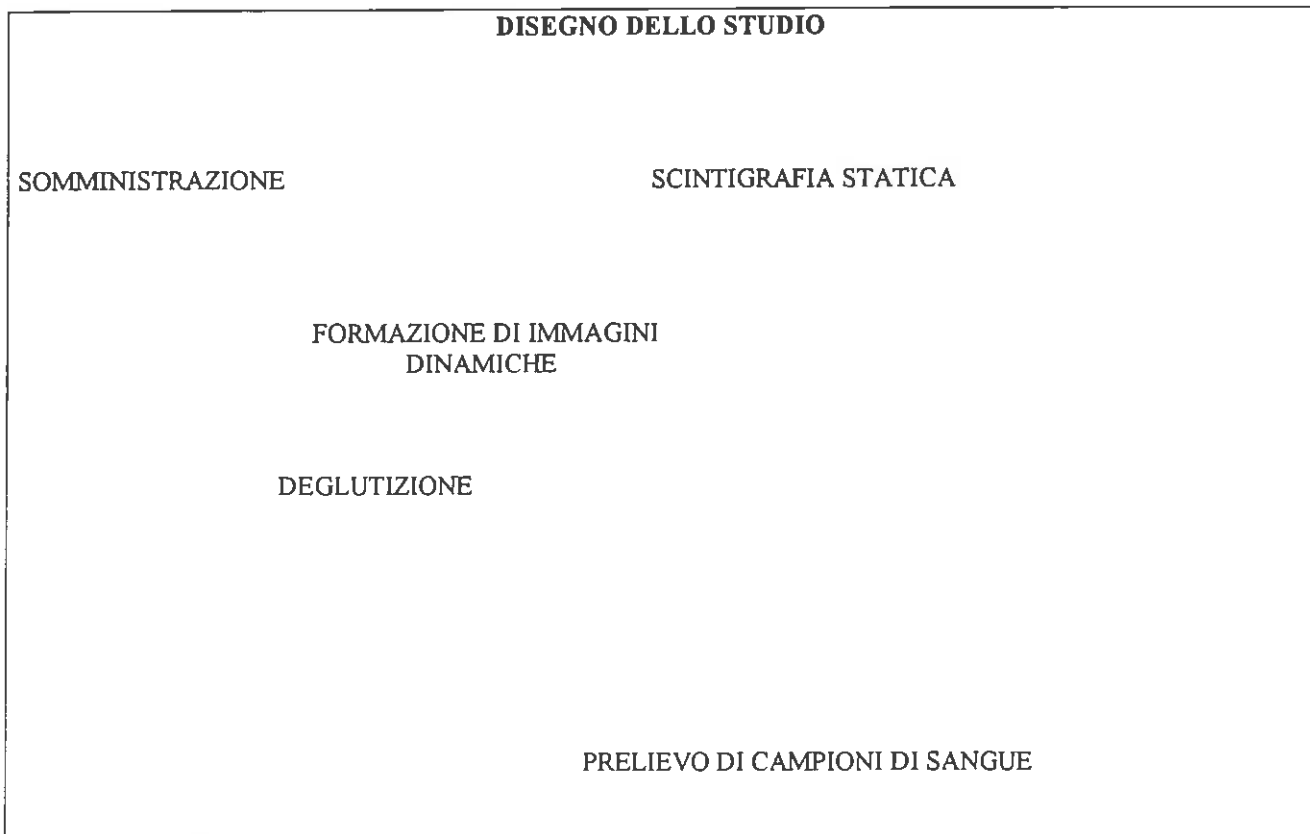 DISEGNO DELLO STUDIO
SOMMINISTRAZIONE
SCINTIGRAFIA STATICA
FORMAZIONE DI IMMAGINI
DINAMICHE
DEGLUTIZIONE
PRELIEVO DI CAMPIONI DI SANGUE